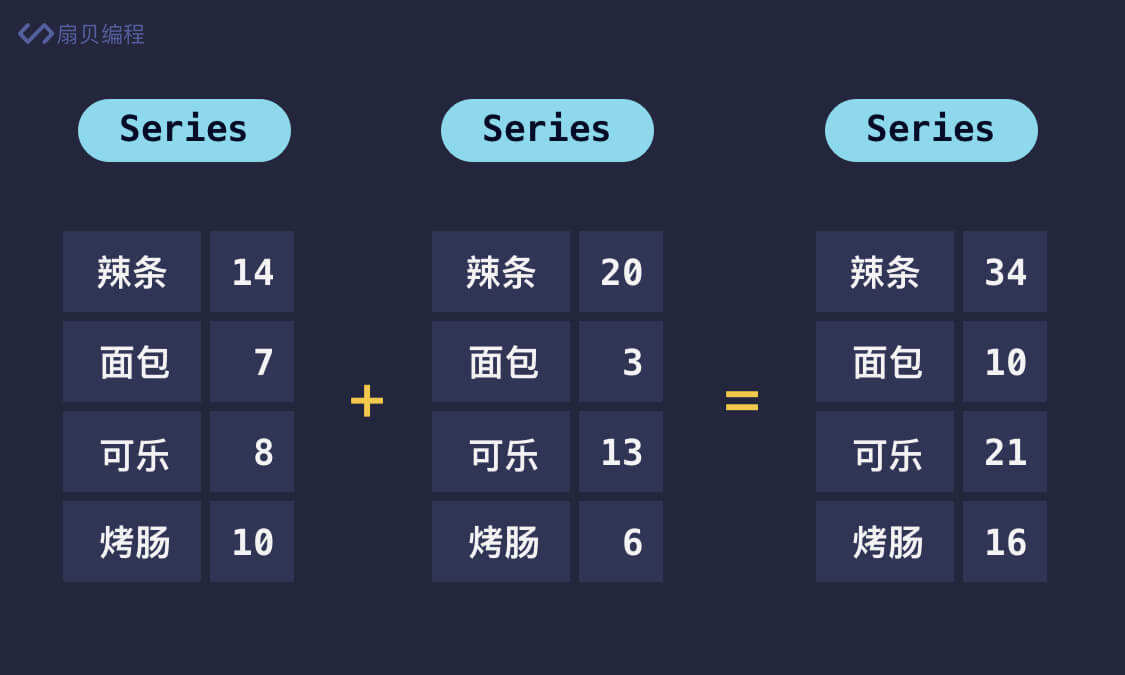 扇贝编程
Series Series Series
辣条 14 辣条 20 辣条 34
面包 7 面包 3 面包 10
+ =
可乐 8 可乐 13 可乐 21
烤肠 10 烤肠 6 烤肠 16